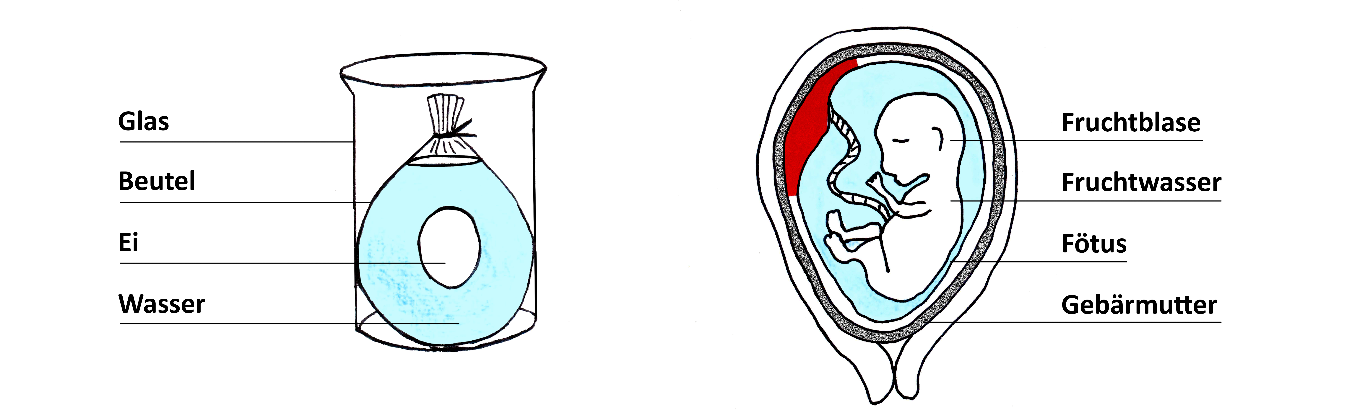 Glas
Beutel
Ei
Wasser
Fruchtblase
Fruchtwasser
Fötus
Gebärmutter